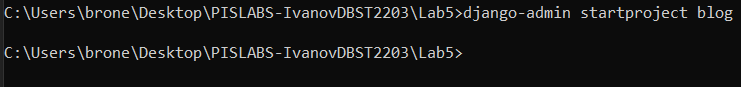 C:\Users\brone\Desktop\PISLABS-IvanovDBST2203\Lab5>django-admin startproject blog
C:\Users\brone\Desktop\PISLABS-IvanovDBST2203\Lab5>